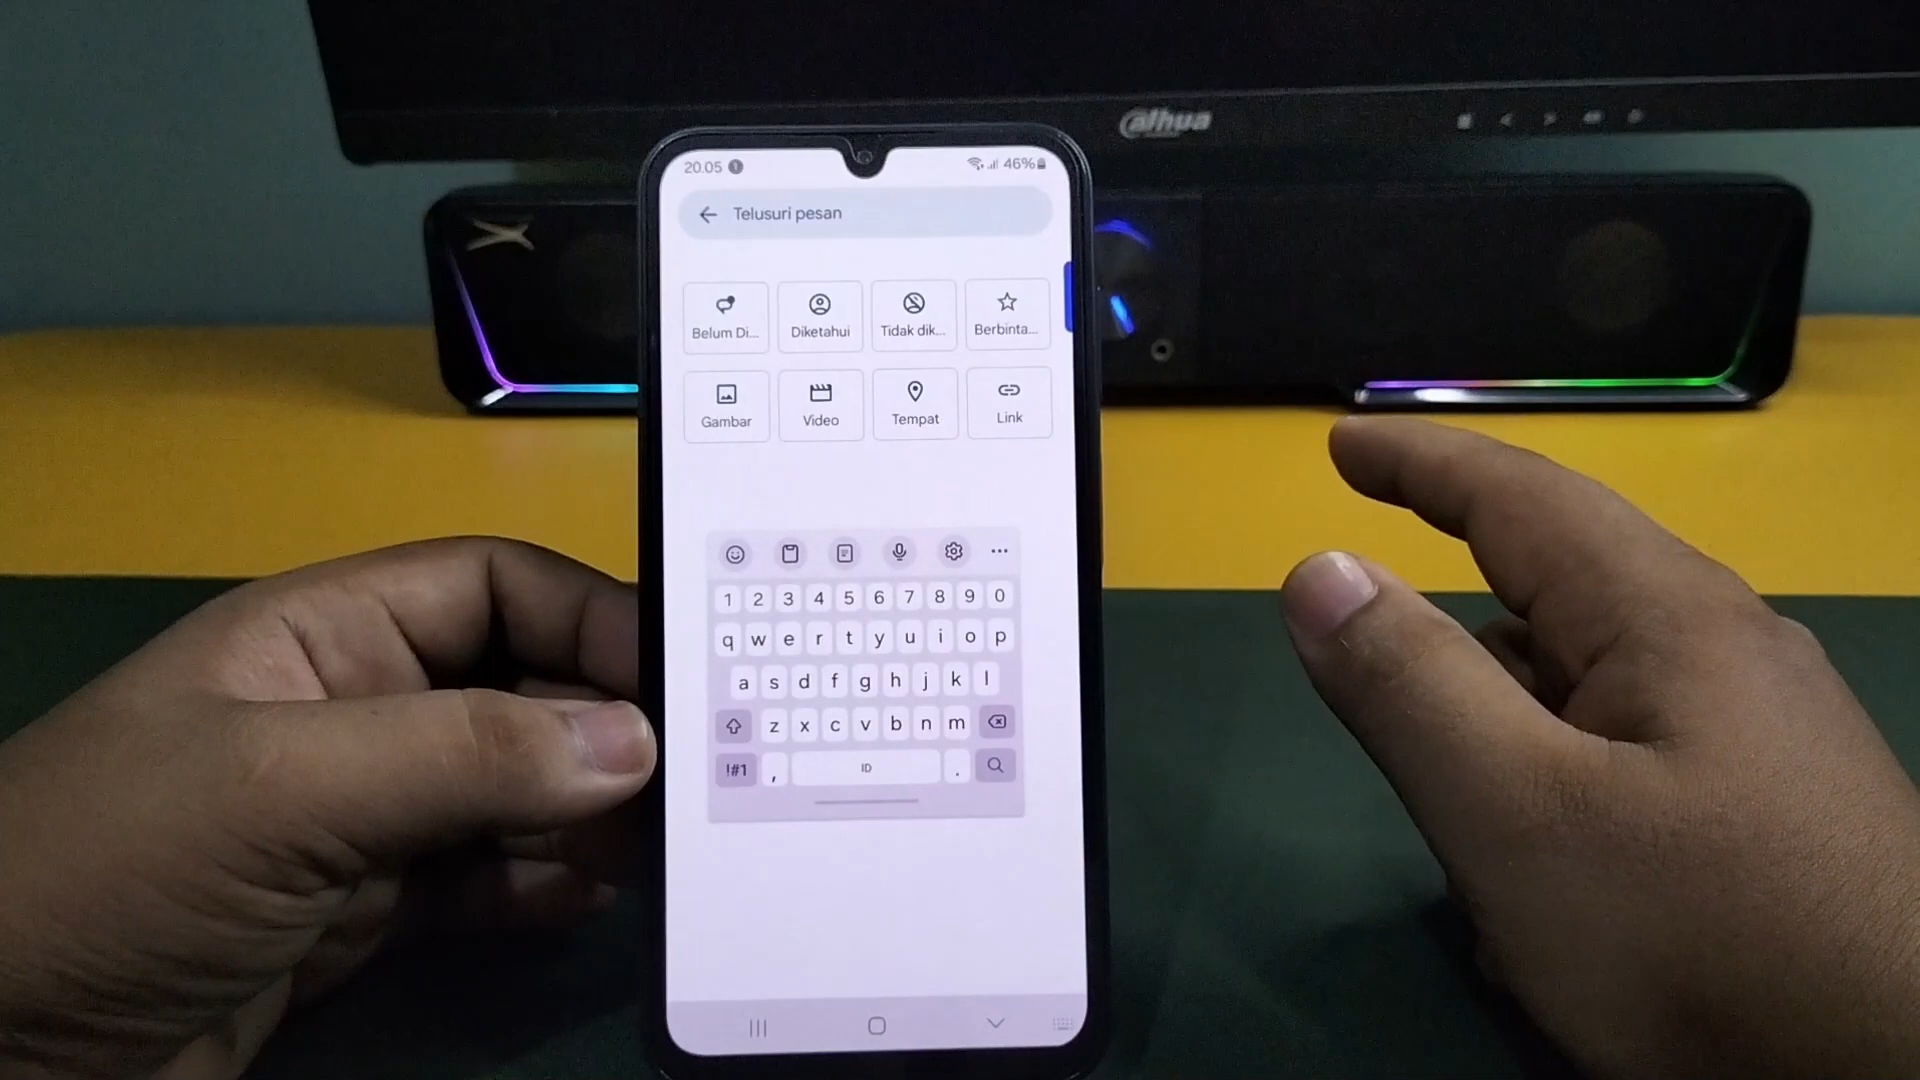 alhua
20.05
46%
Telusuri pesan
Belum Di...
Diketahui
Tidak dik...
Berbinta...
Gambar
Video
Tempat
Link
1 2 3 4 5 6 7 8 9 0
q w e r t y u i o p
a s d f g h j k l
z x c v b n m
!#1 , ID .